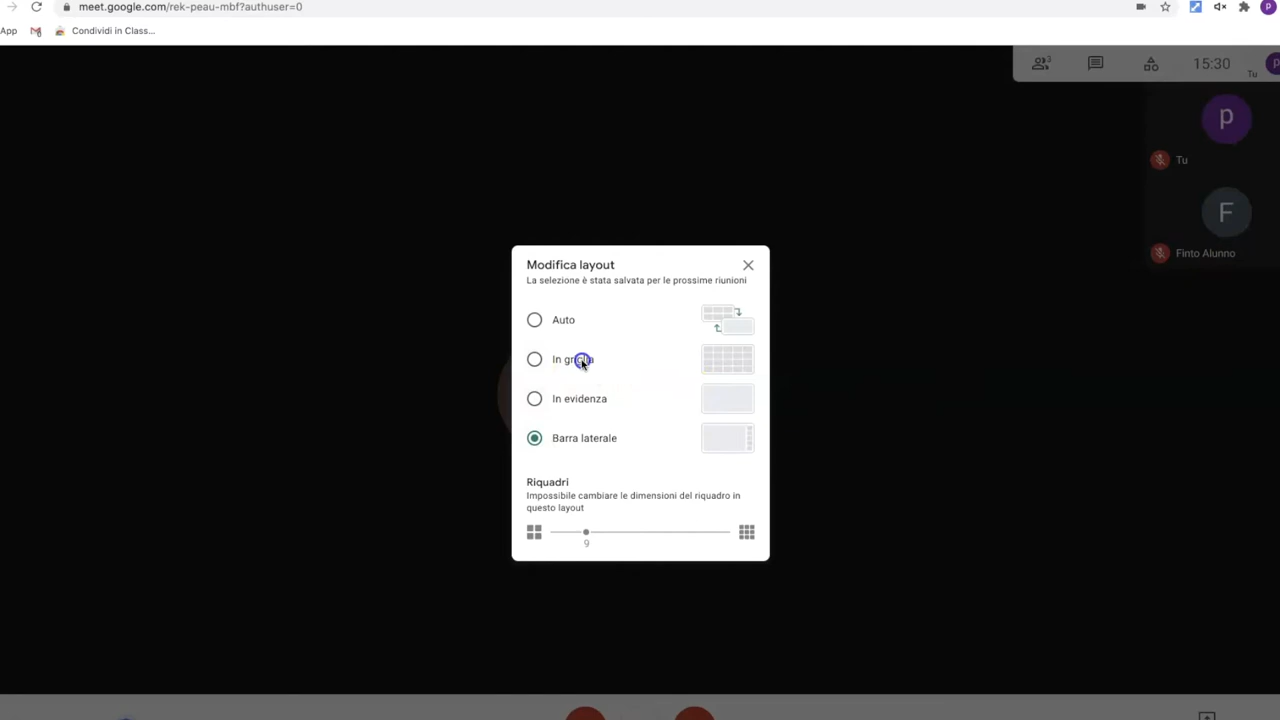 meet.google.com/rek-peau-mbf?authuser=0
App
Condividi in Class...
15:30
Tu
P
Tu
F
Finto Alunno
Modifica layout
La selezione è stata salvata per le prossime riunioni
Auto
In griglia
In evidenza
Barra laterale
Riquadri
Impossibile cambiare le dimensioni del riquadro in
questo layout
9